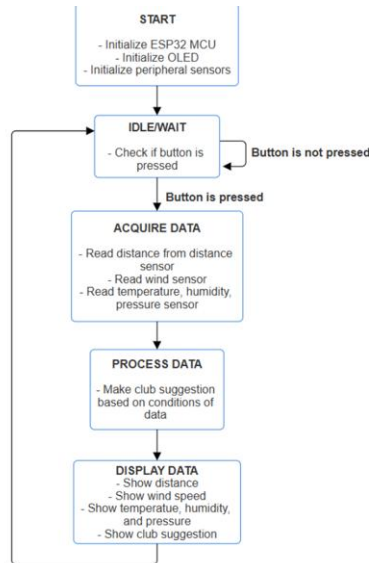 START
- Initialize ESP32 MCU
- Initialize OLED
- Initialize peripheral sensors
IDLE/WAIT
- Check if button is
pressed
Button is not pressed
Button is pressed
ACQUIRE DATA
- Read distance from distance
sensor
- Read wind sensor
- Read temperature, humidity,
pressure sensor
PROCESS DATA
- Make club suggestion
based on conditions of
data
DISPLAY DATA
- Show distance
- Show wind speed
- Show temperatue, humidity,
and pressure
- Show club suggestion